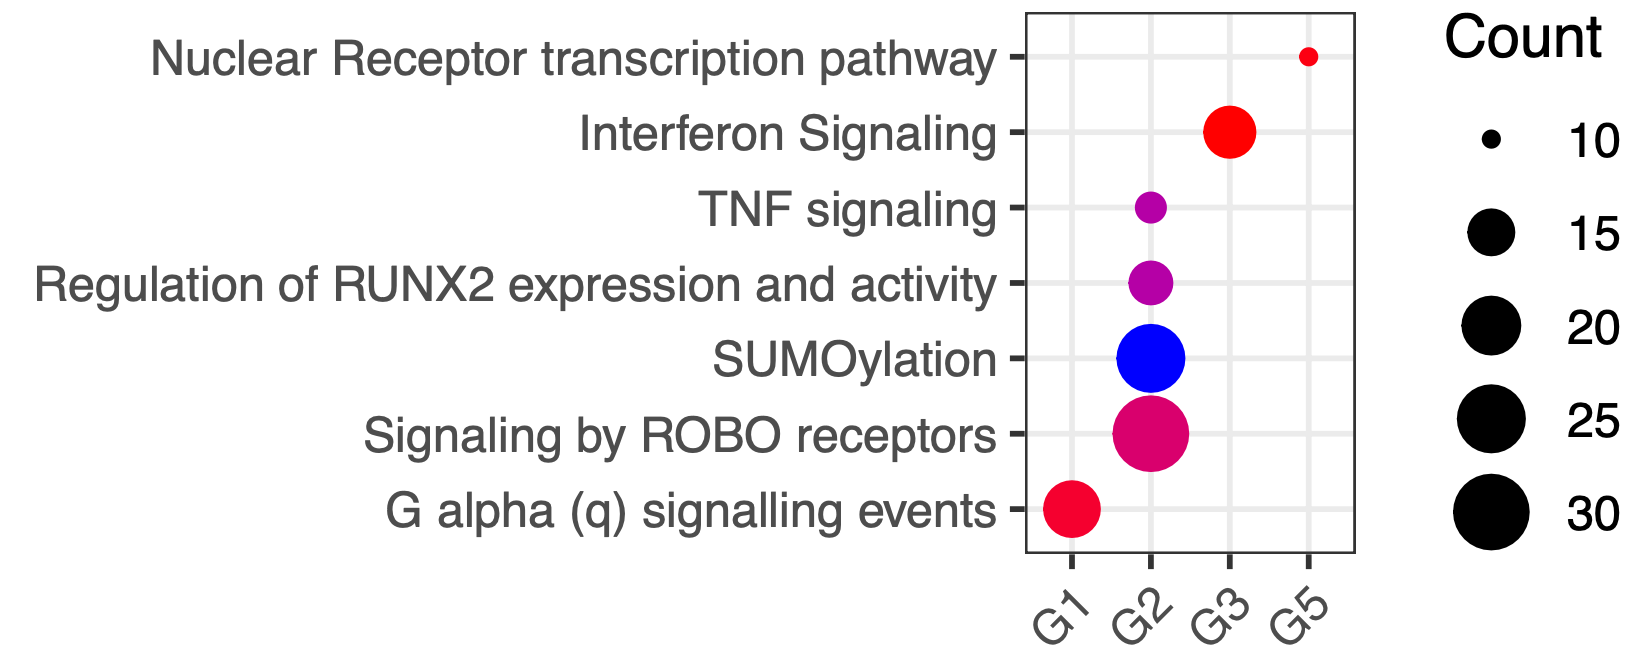 Nuclear Receptor transcription pathway
Interferon Signaling
TNF signaling
Regulation of RUNX2 expression and activity
SUMOylation
Signaling by ROBO receptors
G alpha (q) signalling events
G1
G2
G3
G5
Count
10
15
20
25
30